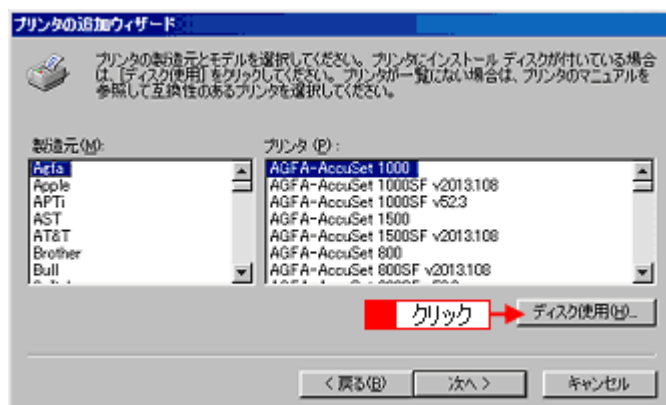 プリンタの追加ウィザード
プリンタの製造元とモデルを選択してください。プリンタにインストール ディスクが付いている場合
は、[ディスク使用] をクリックしてください。プリンタが一覧にない場合は、プリンタのマニュアルを
参照して互換性のあるプリンタを選択してください。
製造元(M):
Agfa
Apple
APTi
AST
AT&T
Brother
Bull
プリンタ (P) :
AGFA-AccuSet 1000
AGFA-AccuSet 1000SF v2013.108
AGFA-AccuSet 1000SF v52.3
AGFA-AccuSet 1500
AGFA-AccuSet 1500SF v2013.108
AGFA-AccuSet 800
AGFA-AccuSet 800SF v2013.108
クリック
ディスク使用(H)...
< 戻る(B)
次へ >
キャンセル